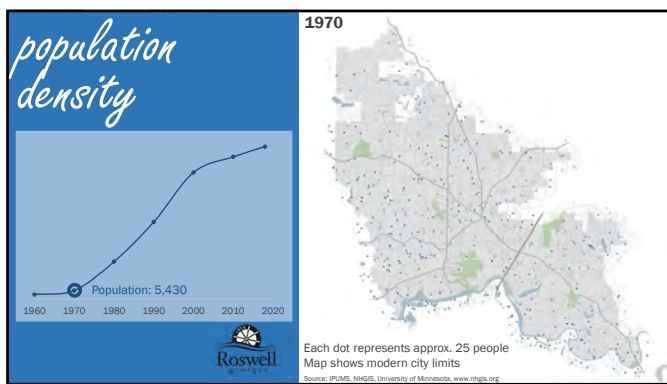 population
density
Population: 5,430
1960 1970 1980 1990 2000 2010 2020
Roswell
georgia
1970
Each dot represents approx. 25 people
Map shows modern city limits
Source: IPUMS, NHGIS, University of Minnesota, www.nhgis.org